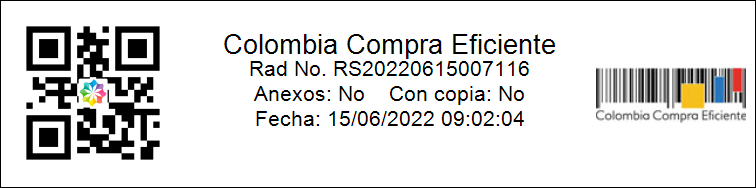 Colombia Compra Eficiente
Rad No. RS20220615007116
Anexos: No    Con copia: No
Fecha: 15/06/2022 09:02:04
Colombia Compra Eficiente